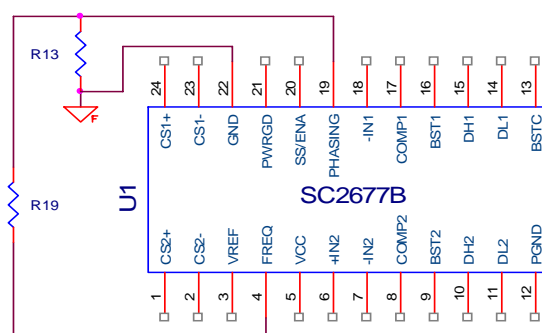 R13
24 23 22 21 20 19 18 17 16 15 14 13
F
CS1+ CS1- GND PWRGD SS/ENA PHASING -IN1 COMP1 BST1 DH1 DL1 BSTC
U1
SC2677B
R19
CS2+ CS2- VREF FREQ VCC +IN2 -IN2 COMP2 BST2 DH2 DL2 PGND
1 2 3 4 5 6 7 8 9 10 11 12